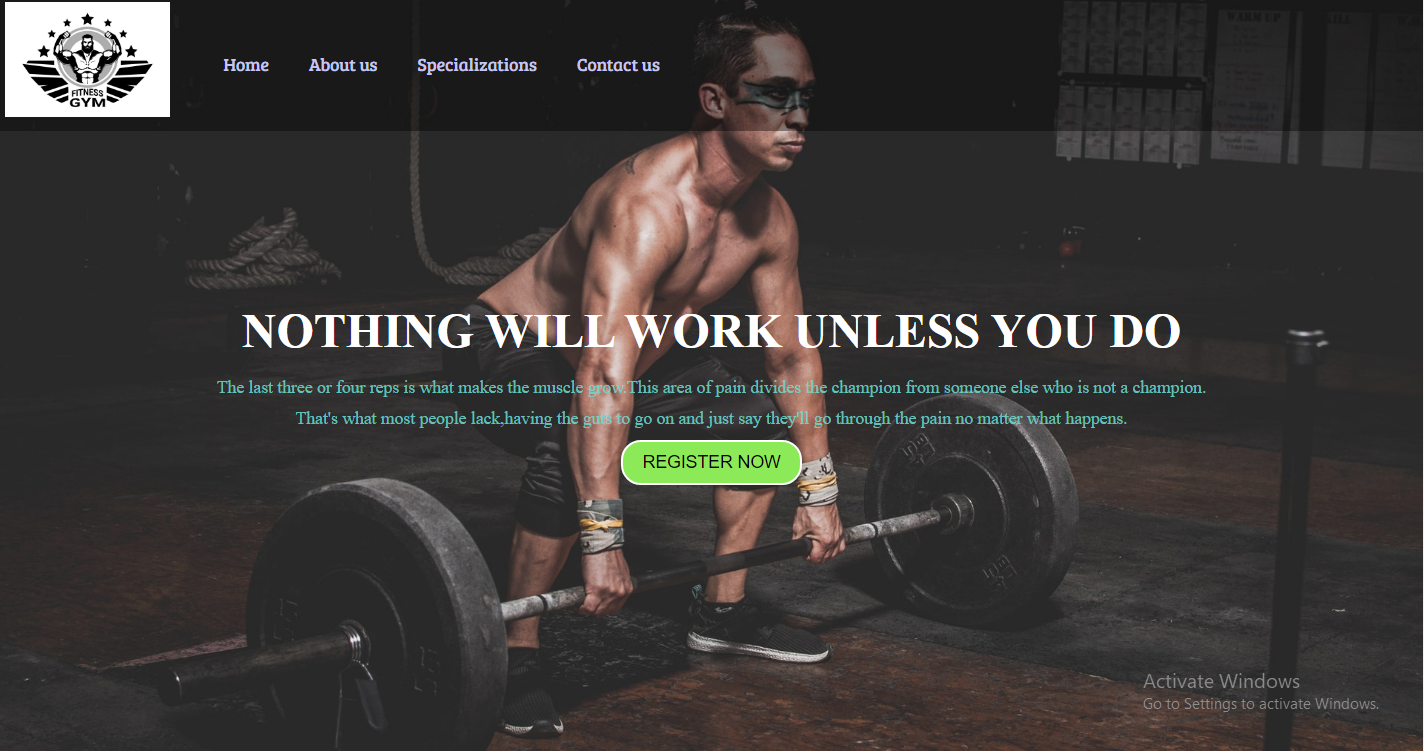 FITNESS
GYM
Home About us Specializations Contact us
WARM UP
NOTHING WILL WORK UNLESS YOU DO
The last three or four reps is what makes the muscle grow.This area of pain divides the champion from someone else who is not a champion.
That's what most people lack,having the guts to go on and just say they'll go through the pain no matter what happens.
REGISTER NOW
Activate Windows
Go to Settings to activate Windows.